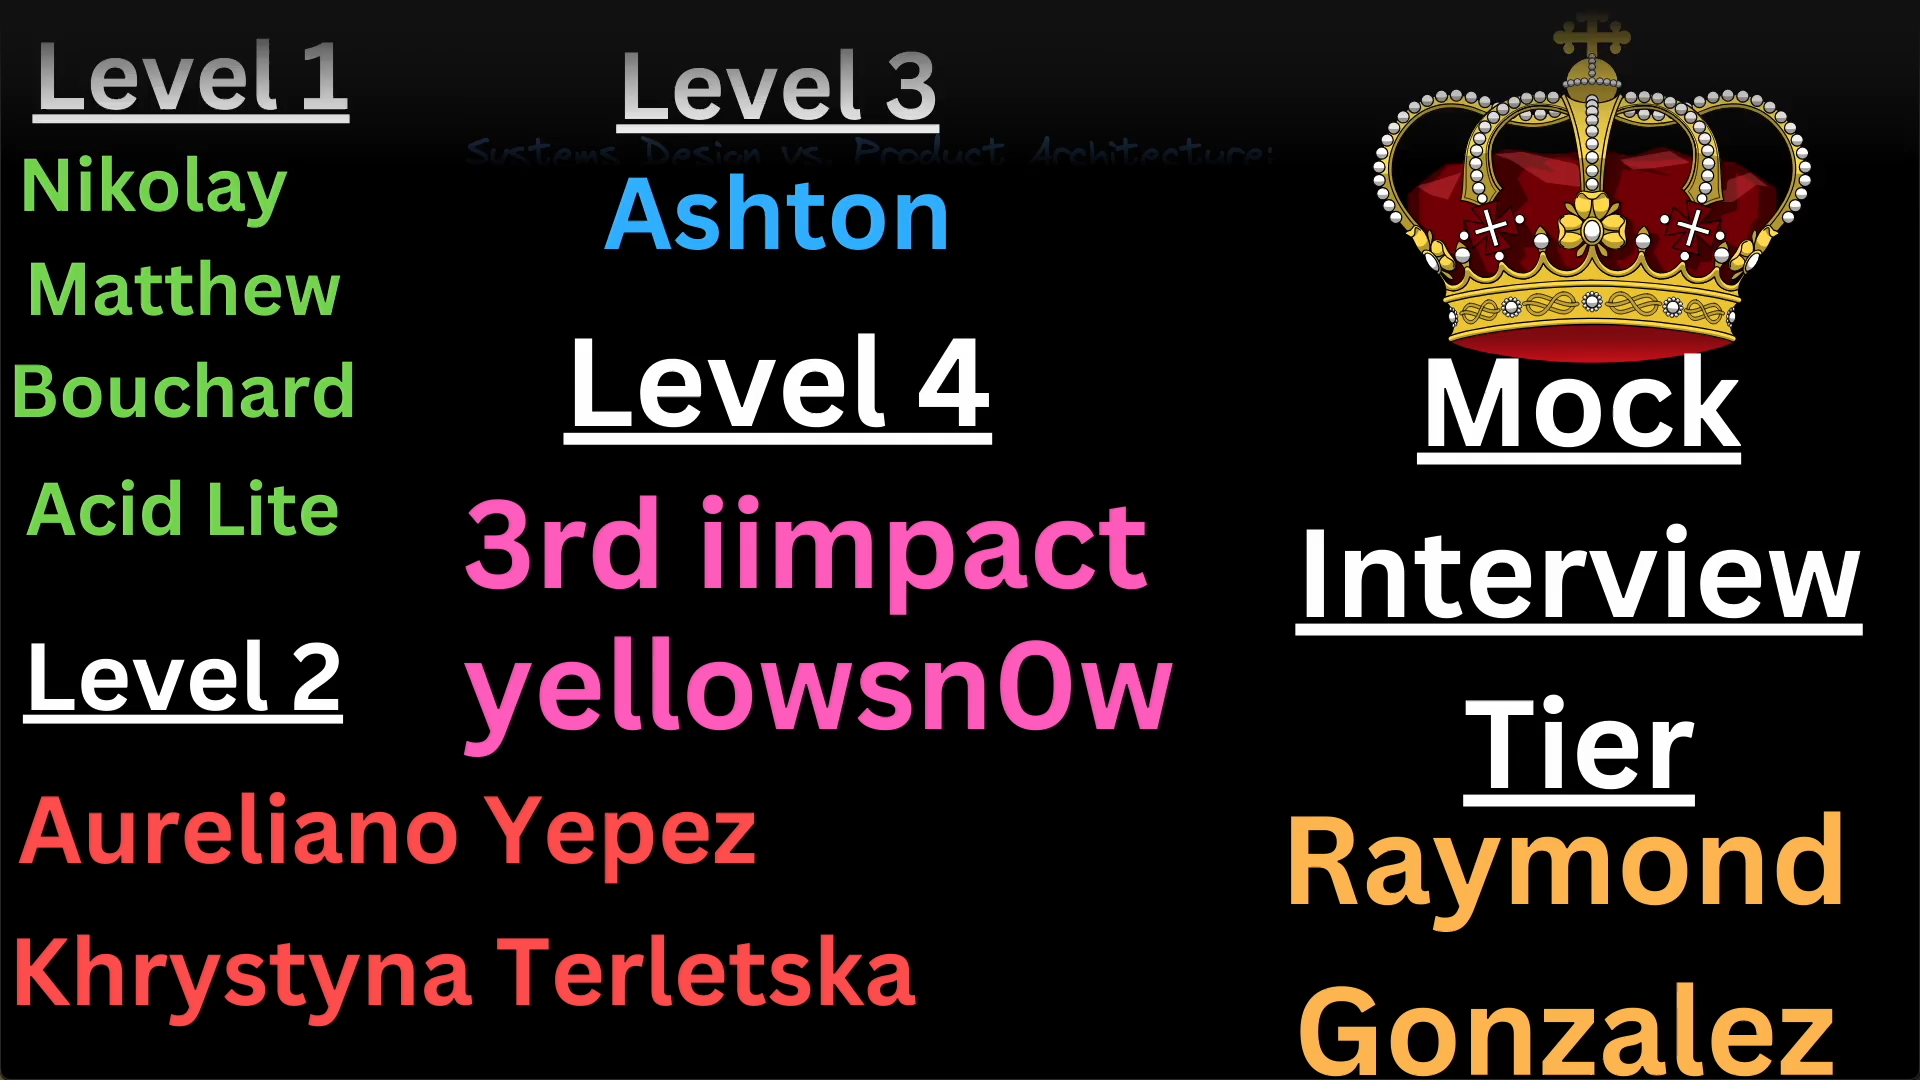 Level 1
Nikolay
Matthew
Bouchard
Acid Lite
Level 2
Aureliano Yepez
Khrystyna Terletska
Level 3
Systems Design vs. Product Architecture:
Ashton
Level 4
3rd iimpact
yellowsn0w
Mock
Interview
Tier
Raymond
Gonzalez